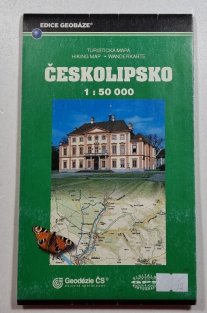 EDICE GEOBÁZE®
TURISTICKÁ MAPA
HIKING MAP • WANDERKARTE
ČESKOLIPSKO
1 : 50 000
Geodézie ČS®